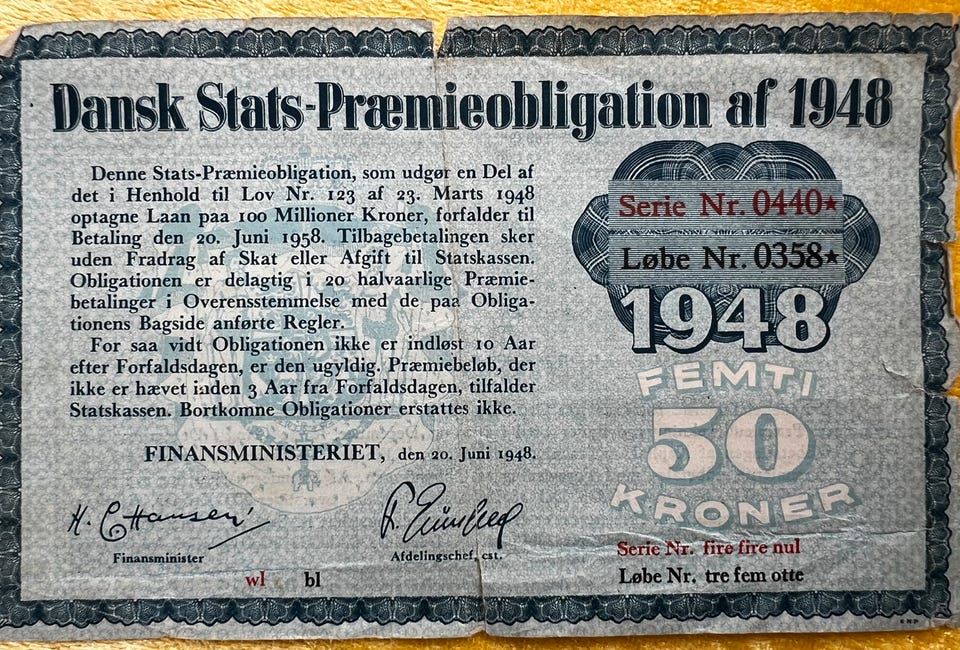 Dansk Stats-Præmieobligation af 1948
Denne Stats-Præmieobligation, som udgør en Del af
det i Henhold til Lov Nr. 123 af 23. Marts 1948
optagne Laan paa 100 Millioner Kroner, forfalder til
Betaling den 20. Juni 1958. Tilbagebetalingen sker
uden Fradrag af Skat eller Afgift til Statskassen.
Obligationen er delagtig i 20 halvaarlige Præmie-
betalinger i Overensstemmelse med de paa Obliga-
tionens Bagside anførte Regler.
For saa vidt Obligationen ikke er indløst 10 Aar
efter Forfaldsdagen, er den ugyldig. Præmiebeløb, der
ikke er hævet inden 3 Aar fra Forfaldsdagen, tilfalder
Statskassen. Bortkomne Obligationer erstattes ikke.
FINANSMINISTERIET, den 20. Juni 1948.
H. C Hansen
Finansminister
Afdelingschef, cst.
wl bl
Serie Nr. 0440★
Løbe Nr. 0358★
1948
FEMTI
50
KRONER
Serie Nr. fire fire nul
Løbe Nr. tre fem otte